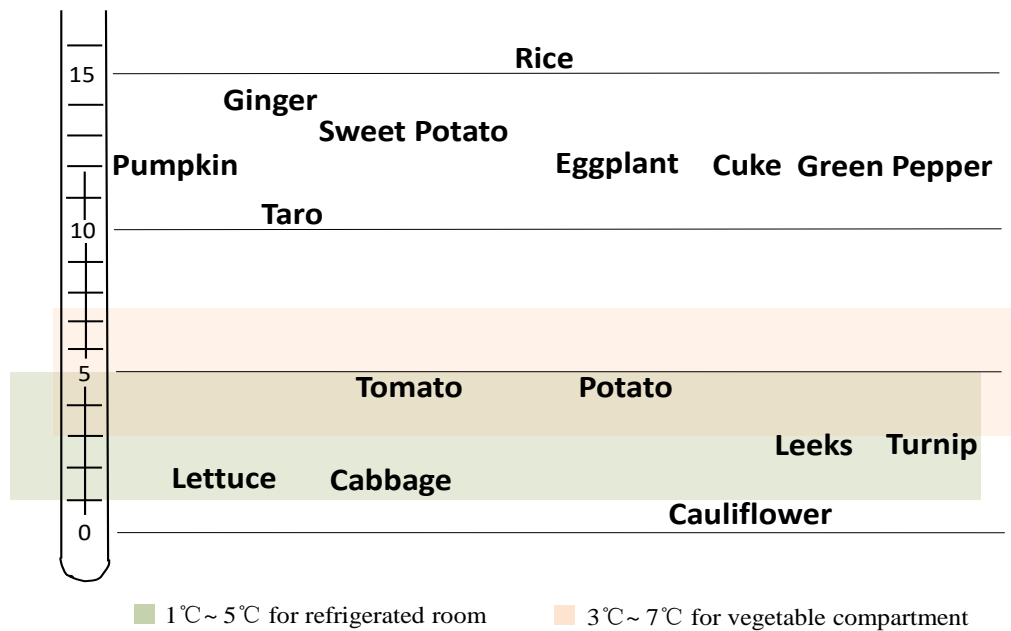 Rice
15
Ginger
Sweet Potato
Pumpkin
Eggplant
Cuke
Green Pepper
Taro
10
5
Tomato
Potato
Leeks
Turnip
Lettuce
Cabbage
Cauliflower
0
1℃~ 5℃ for refrigerated room
3℃~ 7℃ for vegetable compartment